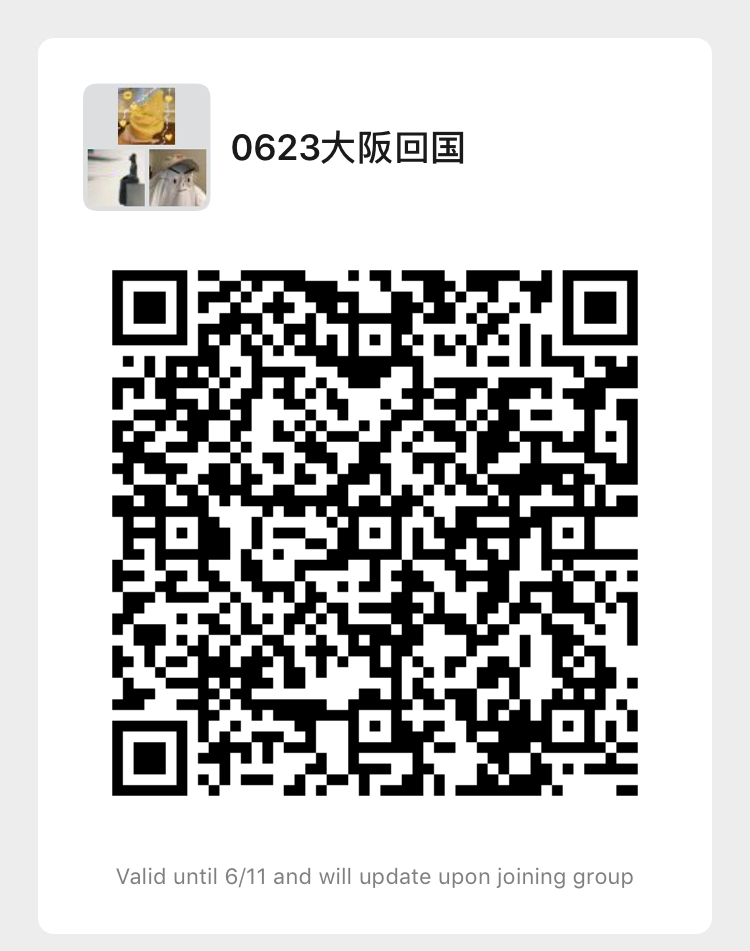 0623大阪回国
Valid until 6/11 and will update upon joining group